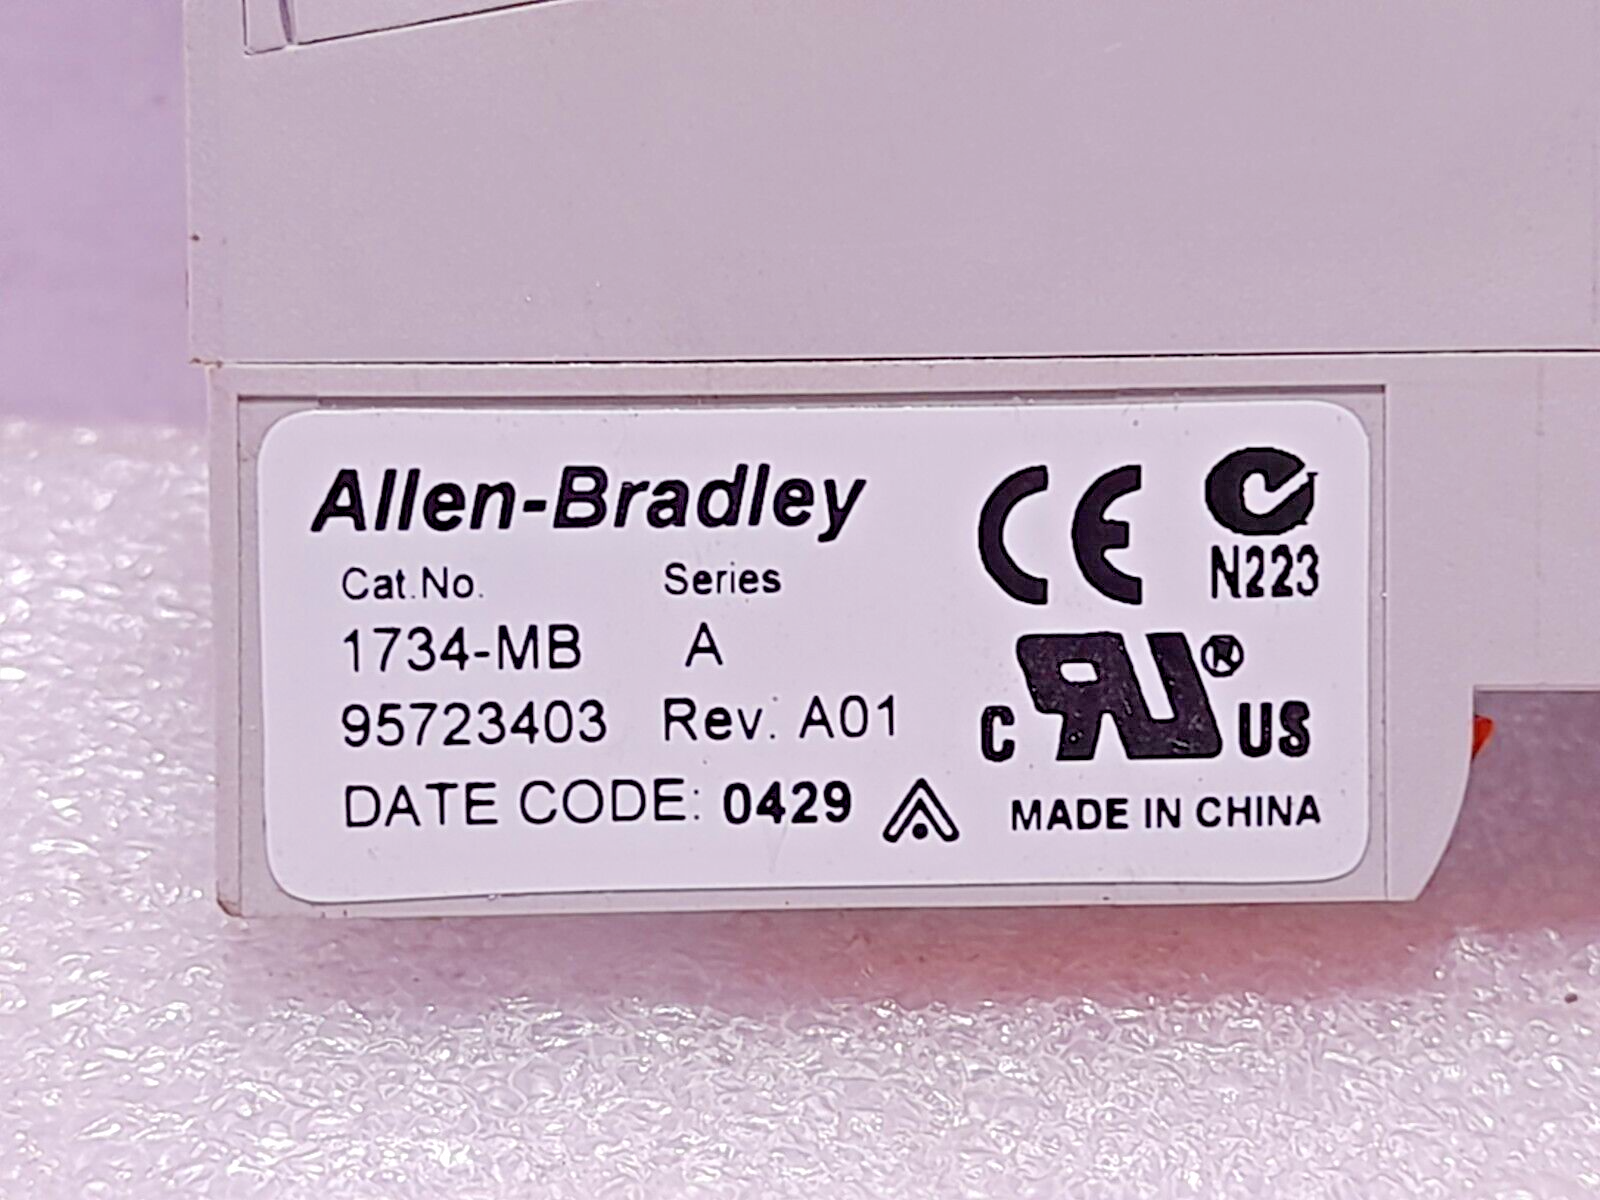 Allen-Bradley
Cat.No. Series
1734-MB A
95723403 Rev. A01
DATE CODE: 0429
CE
N223
C RU ® US
MADE IN CHINA